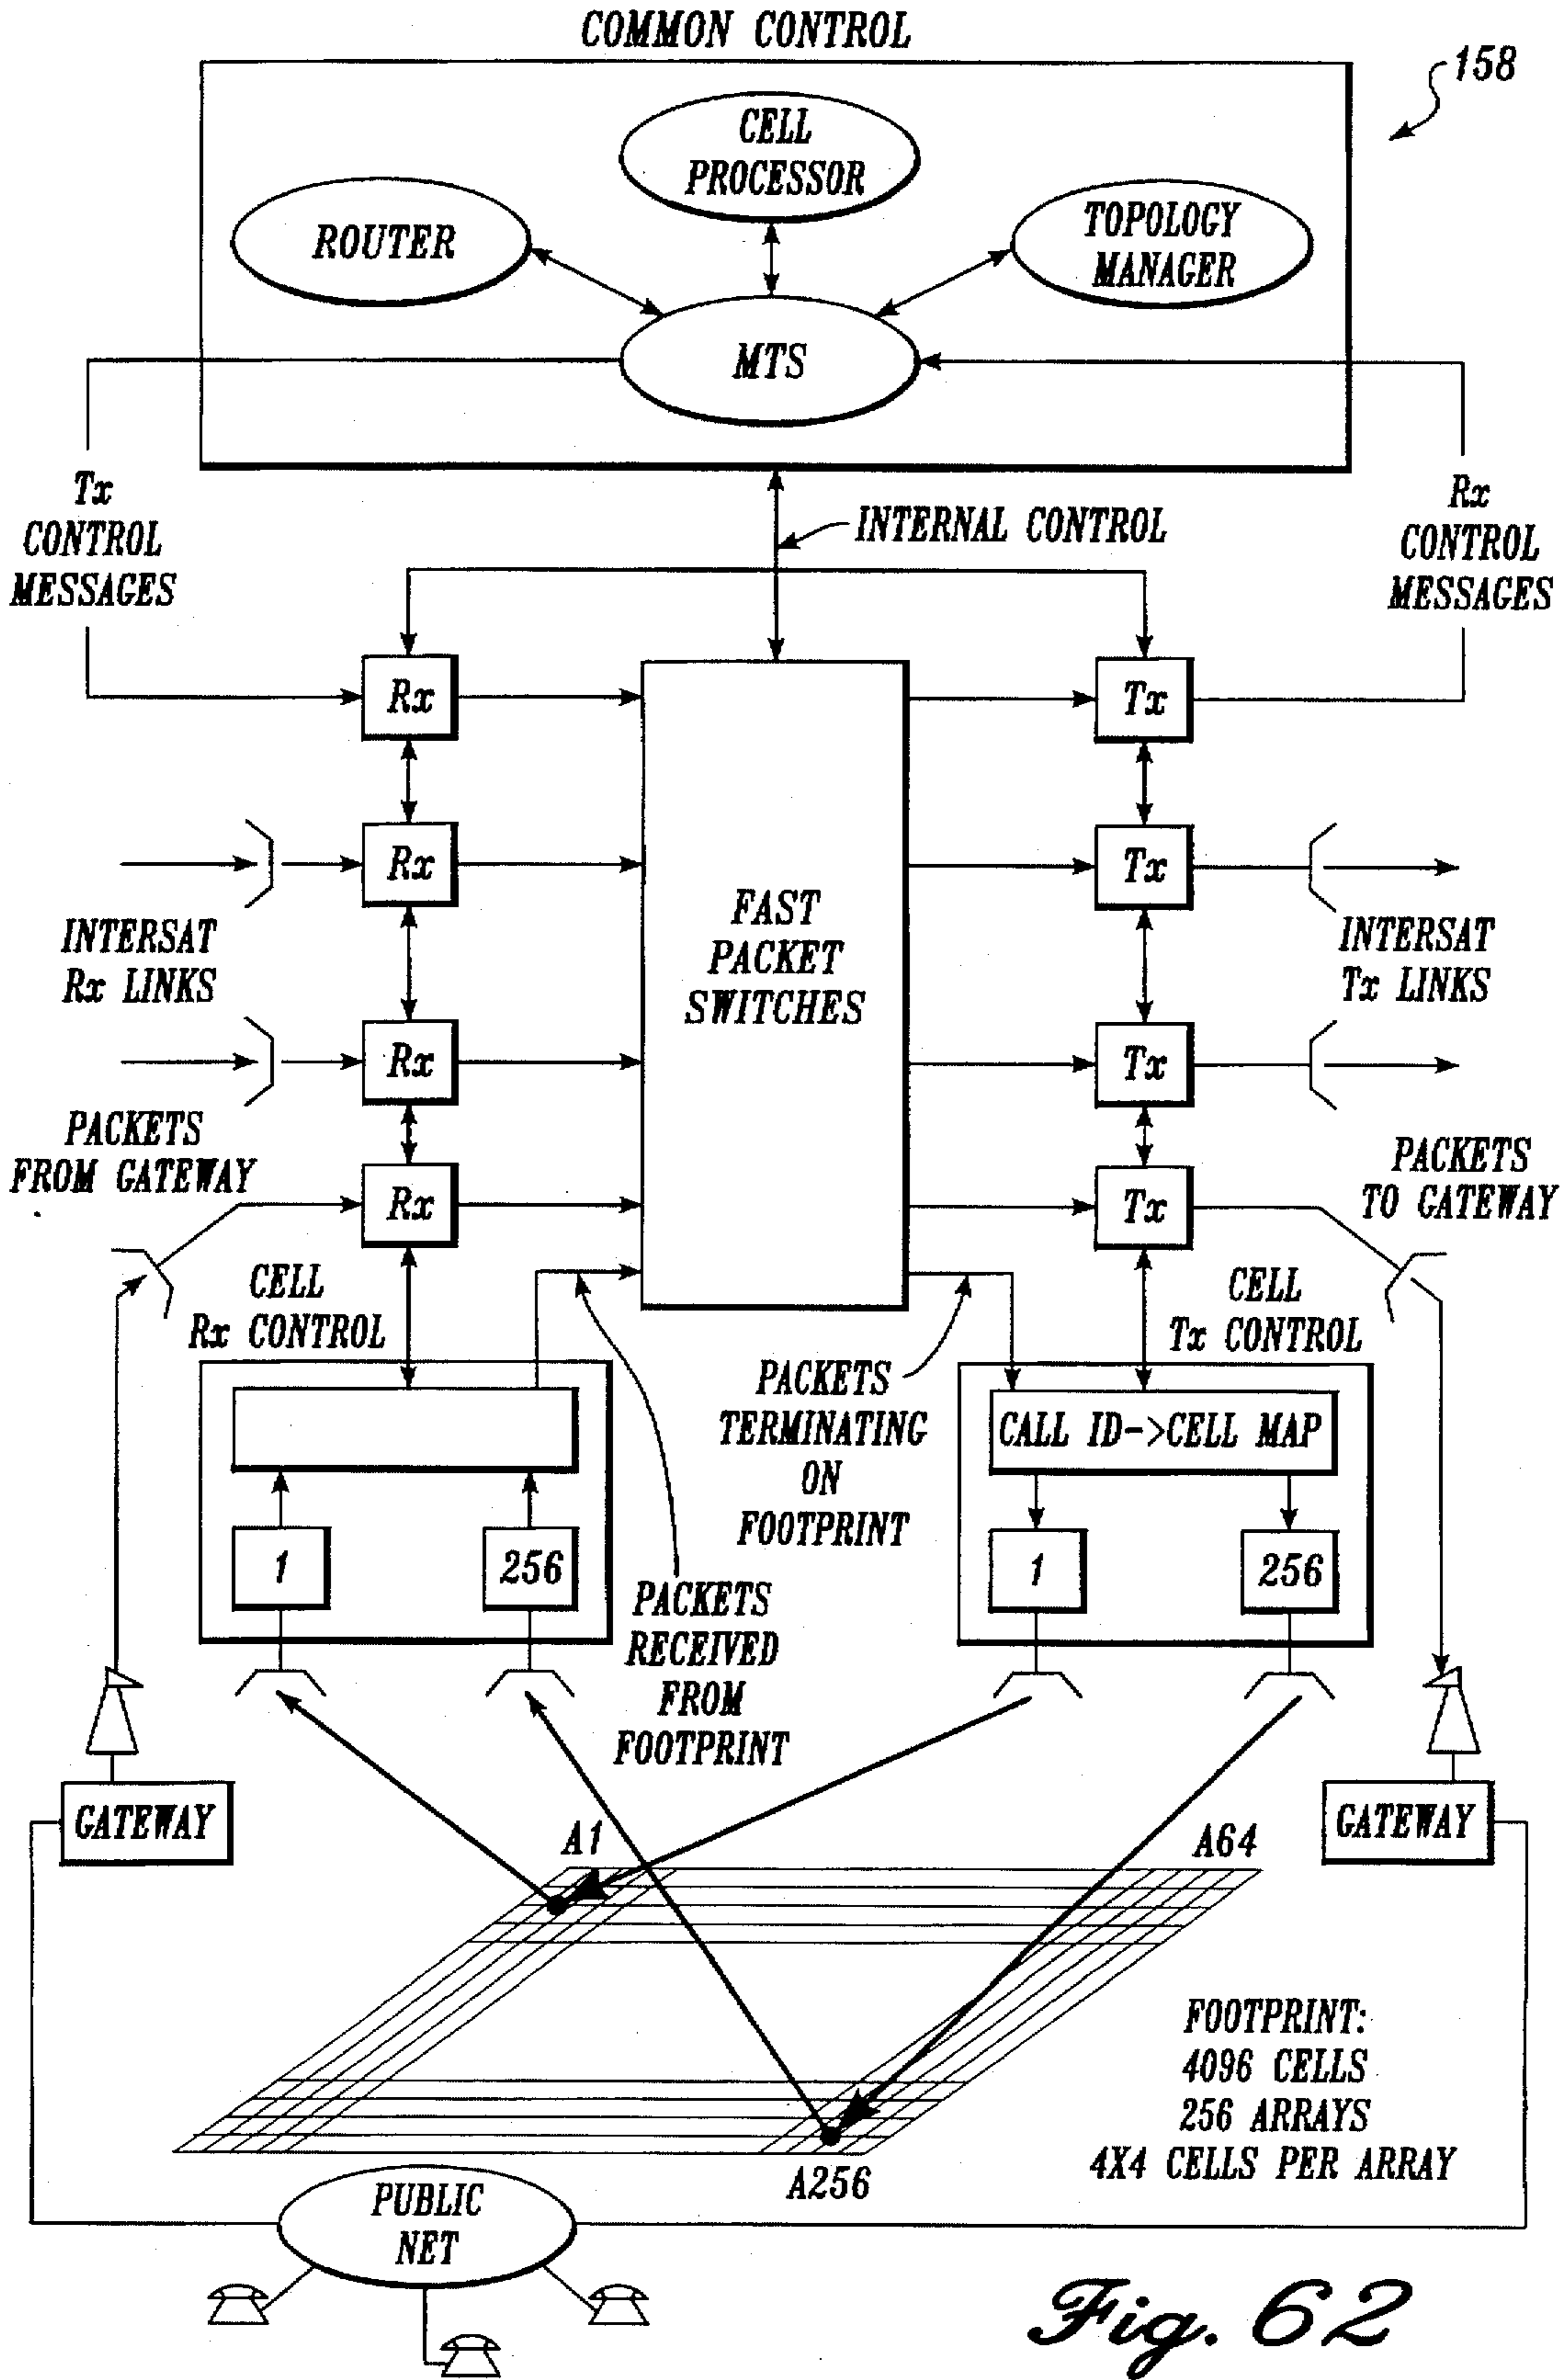 COMMON CONTROL
158
CELL
PROCESSOR
ROUTER
TOPOLOGY
MANAGER
MTS
Tx
CONTROL
MESSAGES
INTERNAL CONTROL
Rx
CONTROL
MESSAGES
Rx
Tx
Rx
Tx
INTERSAT
Rx LINKS
FAST
PACKET
SWITCHES
INTERSAT
Tx LINKS
Rx
Tx
PACKETS
FROM GATEWAY
Rx
Tx
PACKETS
TO GATEWAY
CELL
Rx CONTROL
CELL
Tx CONTROL
PACKETS
TERMINATING
ON
FOOTPRINT
CALL ID->CELL MAP
1
256
1
256
PACKETS
RECEIVED
FROM
FOOTPRINT
GATEWAY
GATEWAY
A1
A64
FOOTPRINT:
4096 CELLS
256 ARRAYS
4X4 CELLS PER ARRAY
A256
PUBLIC
NET
Fig. 62